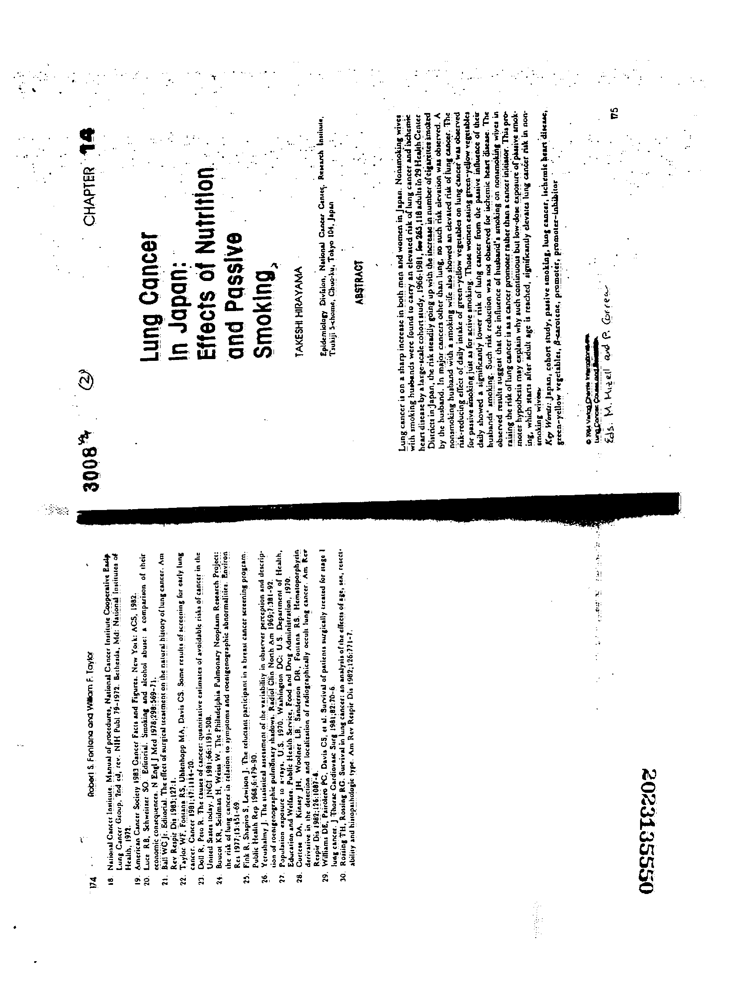 174
Robert S. Fontana and William F. Taylor
18. National Cancer Institute. Manual of procedures, National Cancer Institute Cooperative Early
Lung Cancer Group, 2nd ed, rev. NIH Publ 79-1972. Bethesda, Md: National Institutes of
Health, 1972.
19. American Cancer Society 1983 Cancer Facts and Figures. New York: ACS, 1982.
20. Luce RB, Schweitzer SO. Editorial. Smoking and alcohol abuse: a comparison of their
economic consequences. N Engl J Med 1978;298:569-71.
21. Bail WC Jr. Editorial. The effect of surgical treatment on the natural history of lung cancer. Am
Rev Respir Dis 1983;127:1.
22. Taylor WF, Fontana RS, Uhlenhopp MA, Davis CS. Some results of screening for early lung
cancer. Cancer 1981;47:1114-20.
23. Doll R, Peto R. The causes of cancer: quantitative estimates of avoidable risks of cancer in the
United States today. JNCI 1981;66:1191-308.
24. Boucot KR, Seidman H, Weiss W. The Philadelphia Pulmonary Neoplasm Research Project:
the risk of lung cancer in relation to symptoms and roentgenographic abnormalities. Environ
Res 1977;13:451-69.
25. Fink R, Shapiro S, Lewison J. The reluctant participant in a breast cancer screening program.
Public Health Rep 1968;6:479-90.
26. Yerushalmy J. The statistical assessment of the variability in observer perception and descrip-
tion of roentgenographic pulmonary shadows. Radiol Clin North Am 1969;7:381-92.
27. Population exposure to x-rays, U.S. 1970. Washington DC: U S. Department of Health,
Education and Welfare. Public Health Service, Food and Drug Administration, 1970.
28. Cortese DA, Kinsey JH, Woolner LB, Sanderson DR, Fontana RS. Hematoporphyrin
derivative in the detection and localization of radiographically occult lung cancer. Am Rev
Respir Dis 1982;126:1087-8.
29. Williams DE, Pairolero PC, Davis CS, et al. Survival of patients surgically treated for stage I
lung cancer. J Thorac Cardiovasc Surg 1981;82:70-6.
30. Rossing TH, Rossing RG. Survival in lung cancer: an analysis of the effects of age, sex, resect-
ability and histopathologic type. Am Rev Respir Dis 1982;126:771-7.
3008
(2)
CHAPTER 14
Lung Cancer
in Japan:
Effects of Nutrition
and Passive
Smoking
TAKESHI HIRAYAMA
Epidemiology Division, National Cancer Center, Research Institute,
Tsukiji 5-chome, Chuo-ku, Tokyo 104, Japan
ABSTRACT
Lung cancer is on a sharp increase in both men and women in Japan. Nonsmoking wives
with smoking husbands were found to carry an elevated risk of lung cancer and ischemic
heart disease by a large-scale cohort study, 1966-1981, for 265,118 adults in 29 Health Center
Districts in Japan, the risk steadily going up with the increase in number of cigarettes smoked
by the husband. In major cancers other than lung, no such risk elevation was observed. A
nonsmoking husband with a smoking wife also showed an elevated risk of lung cancer. The
risk-reducing effect of daily intake of green-yellow vegetables on lung cancer was observed
for passive smoking just as for active smoking. Those women eating green-yellow vegetables
daily showed a significantly lower risk of lung cancer from the passive influence of their
husbands' smoking. Such risk reduction was not observed for ischemic heart disease. The
observed results suggest that the influence of husband's smoking on nonsmoking wives in
raising the risk of lung cancer is as a cancer promoter rather than a cancer initiator. This pro-
moter hypothesis may explain why such continuous but low-dose exposure of passive smok-
ing, which starts after adult age is reached, significantly elevates lung cancer risk in non-
smoking wives.
Key Words: Japan, cohort study, passive smoking, lung cancer, ischemic heart disease,
green-yellow vegetables, β-carotene, promoter, promoter-inhibitor
© 1984 Verlag Chemie International
Lung Cancer: Causes and Prevention
Eds. M. Mizell and P. Correa
175
2023135550